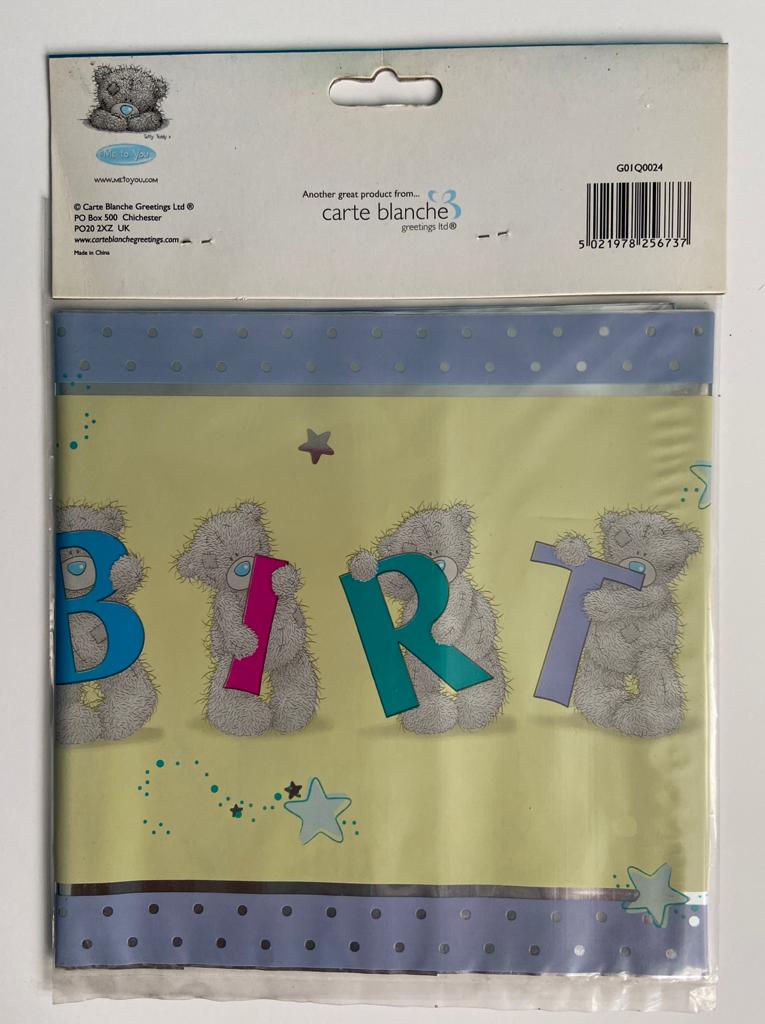 Tatty Teddy
Me to You
www.METOYOU.COM
© Carte Blanche Greetings Ltd ®
PO Box 500 Chichester
PO20 2XZ UK
www.carteblanchegreetings.com
Made in China
Another great product from...
carte blanche
greetings ltd®
G01Q0024
5 021978 256737
BIRT